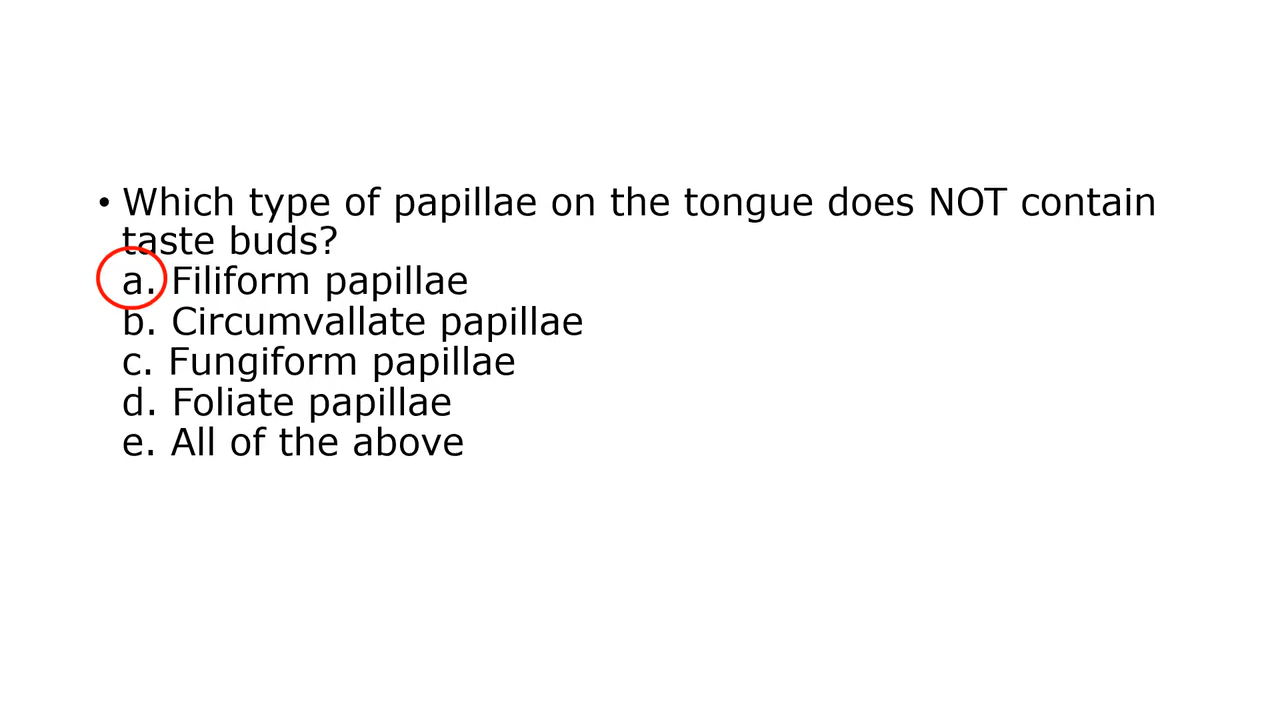 • Which type of papillae on the tongue does NOT contain
taste buds?
a. Filiform papillae
b. Circumvallate papillae
c. Fungiform papillae
d. Foliate papillae
e. All of the above